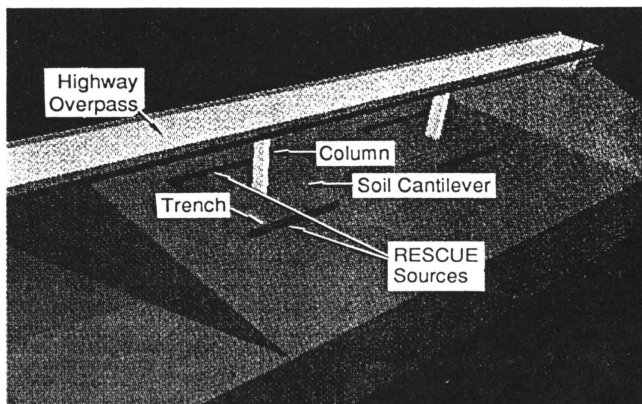 Highway
Overpass
Column
Soil Cantilever
Trench
RESCUE
Sources